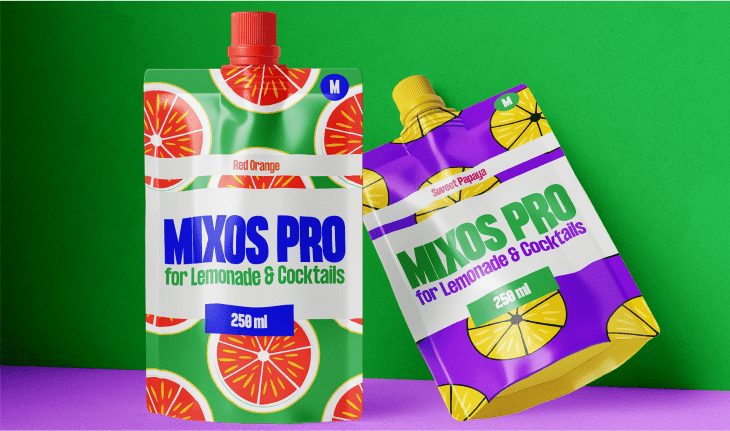 M
Red Orange
MIXOS PRO
for Lemonade & Cocktails
250 ml
M
Sweet Papaya
MIXOS PRO
for Lemonade & Cocktails
250 ml